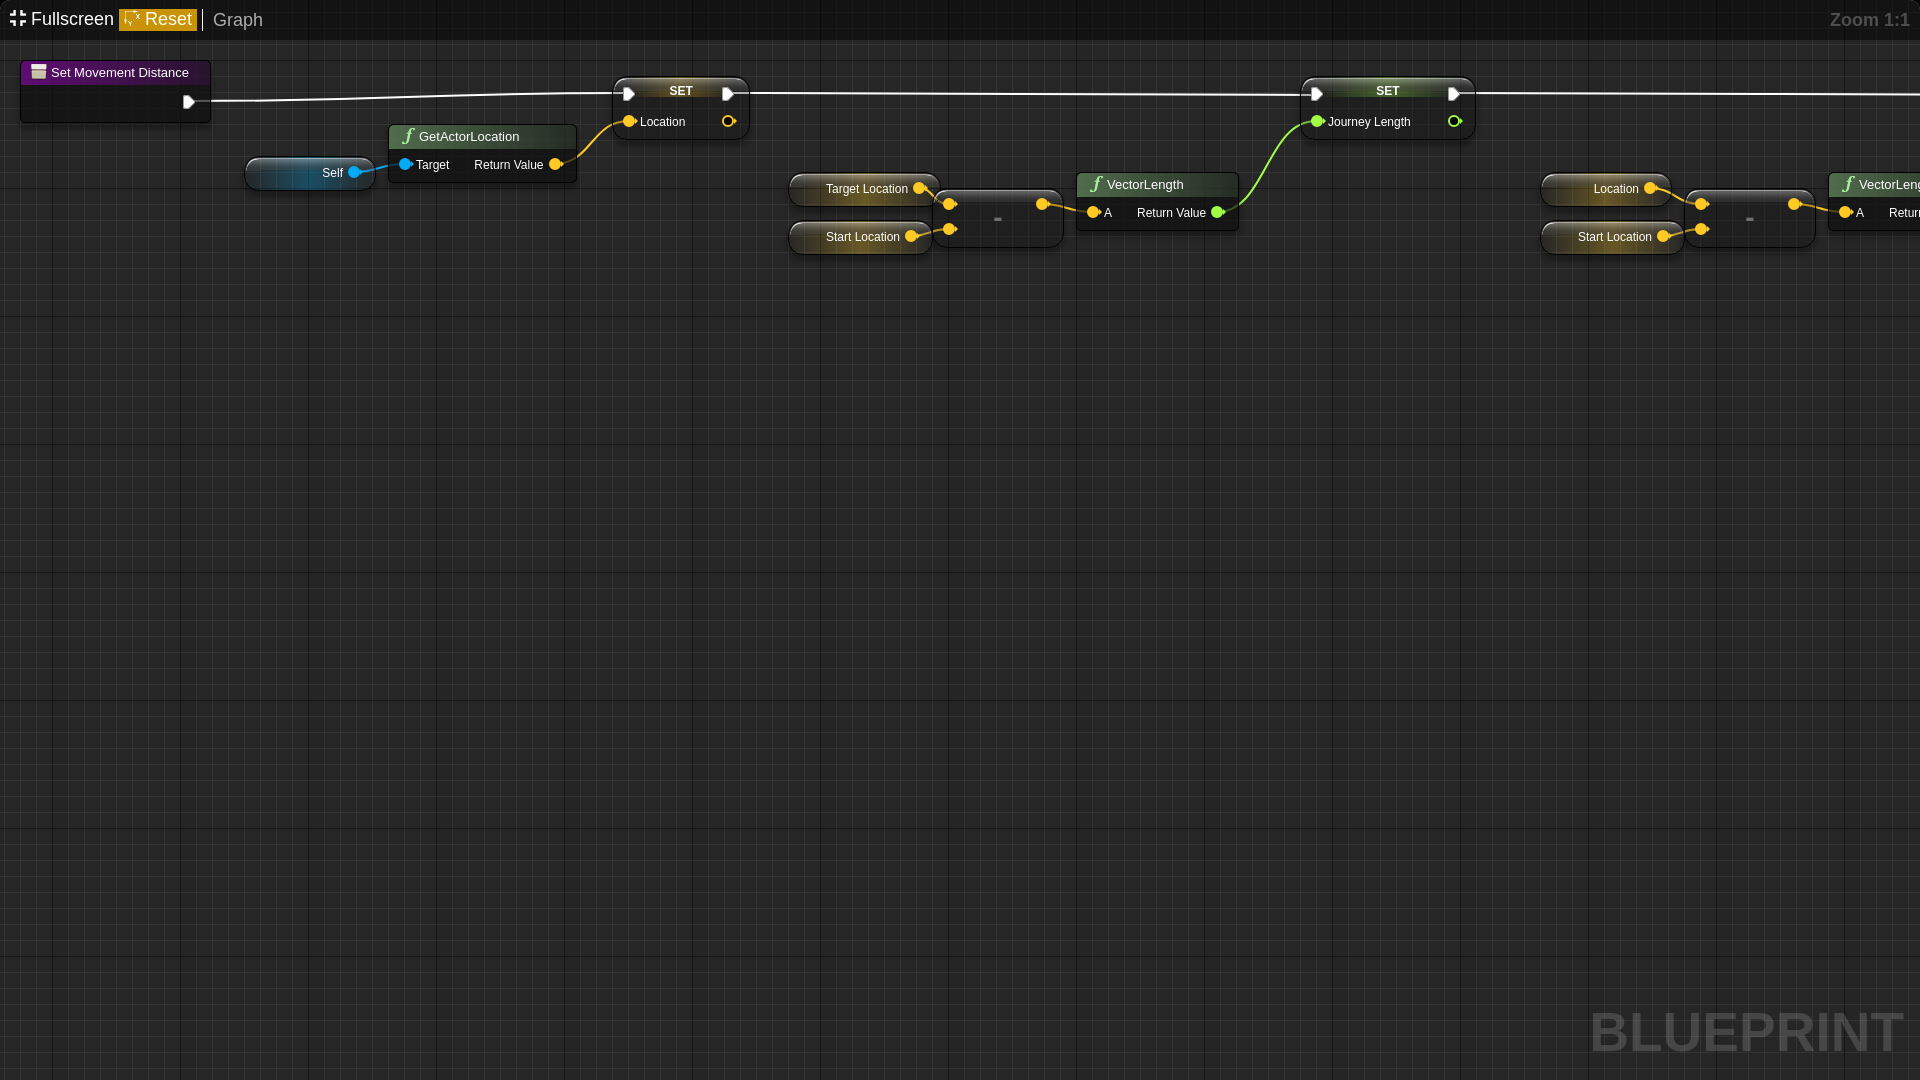 Fullscreen Reset Graph Zoom 1:1
Set Movement Distance
SET
Location
SET
Journey Length
GetActorLocation
Target Return Value
Self
Target Location
Start Location
-
VectorLength
A Return Value
Location
Start Location
-
VectorLeng
A Return
BLUEPRINT